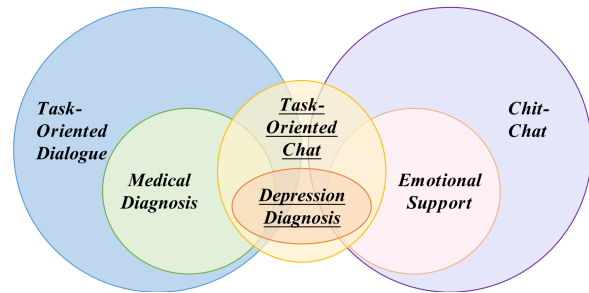 Task-
Oriented
Dialogue
Medical
Diagnosis
Task-
Oriented
Chat
Depression
Diagnosis
Emotional
Support
Chit-
Chat